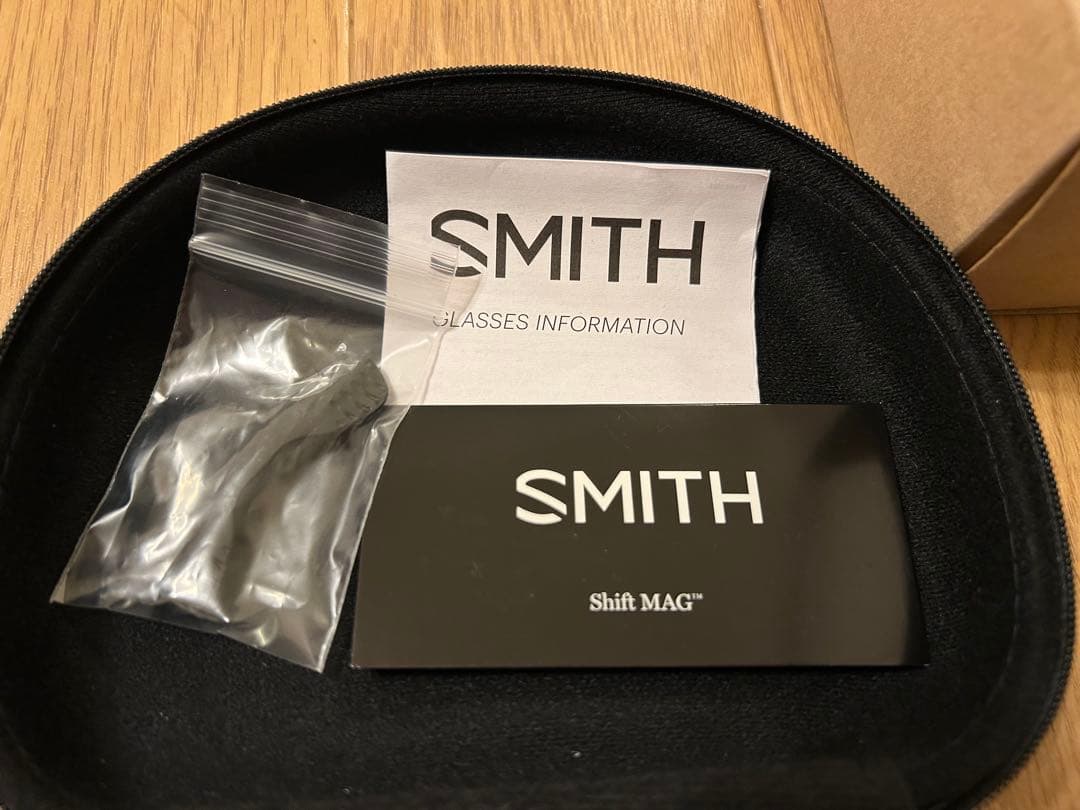 SMITH
GLASSES INFORMATION
SMITH
Shift MAG™